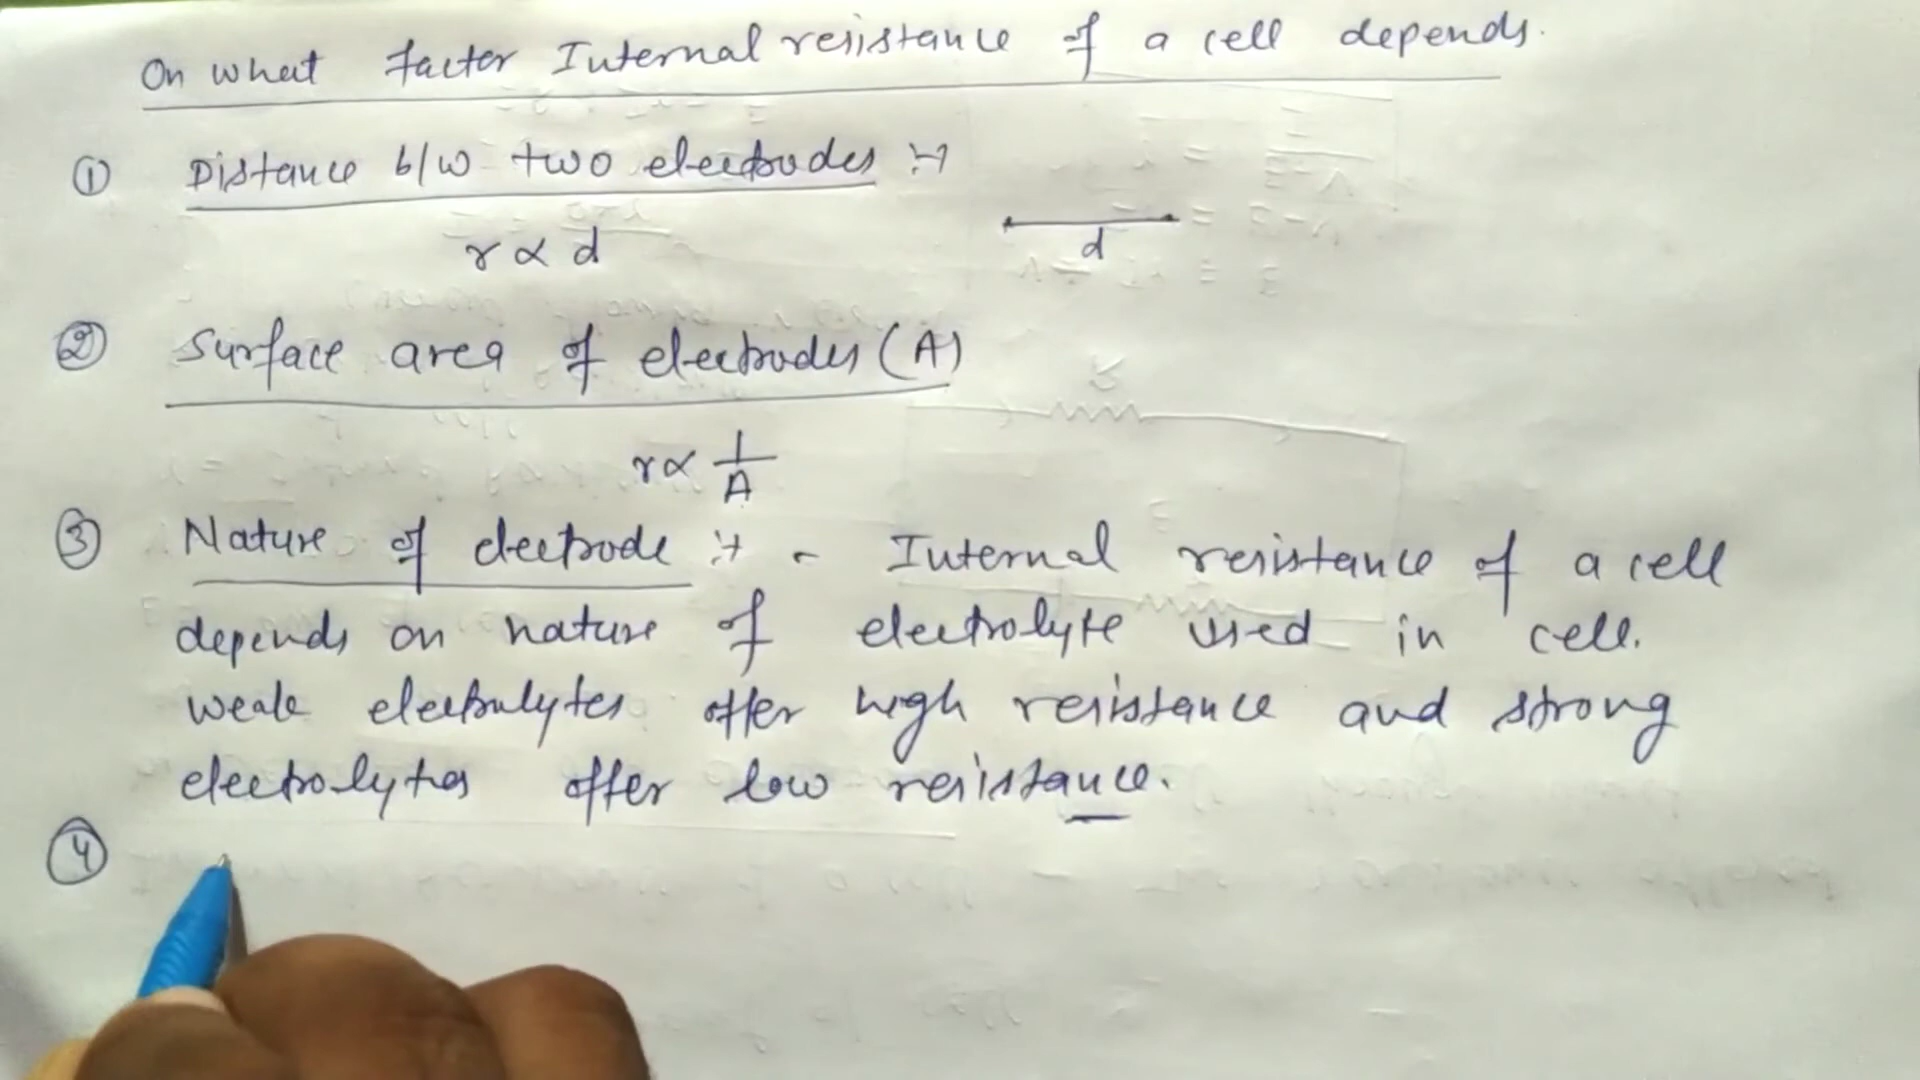 On what factor Internal resistance of a cell depends.
① Distance b/w two electrodes :-
r ∝ d
d
② Surface area of electrodes (A)
r ∝ 1/A
③ Nature of electrode :- - Internal resistance of a cell
depends on nature of electrolyte used in cell.
weak electrolytes offer high resistance and strong
electrolytes offer low resistance.
④